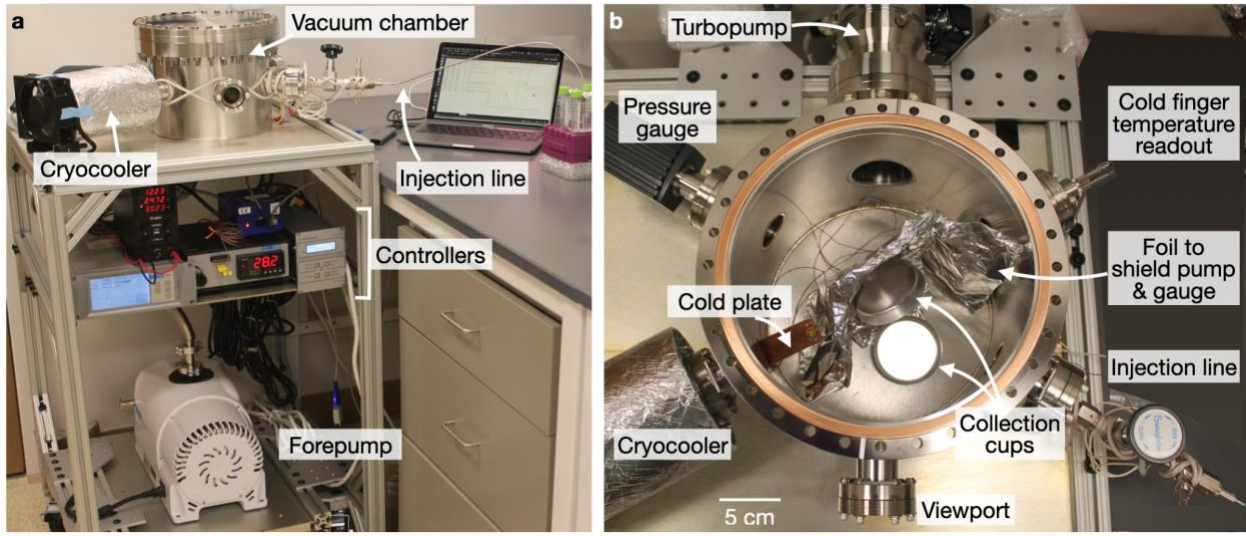 a
Vacuum chamber
Cryocooler
Injection line
28.2
Controllers
Forepump
b
Turbopump
Pressure
gauge
Cold finger
temperature
readout
Foil to
shield pump
& gauge
Cold plate
Injection line
Cryocooler
Collection
cups
5 cm
Viewport